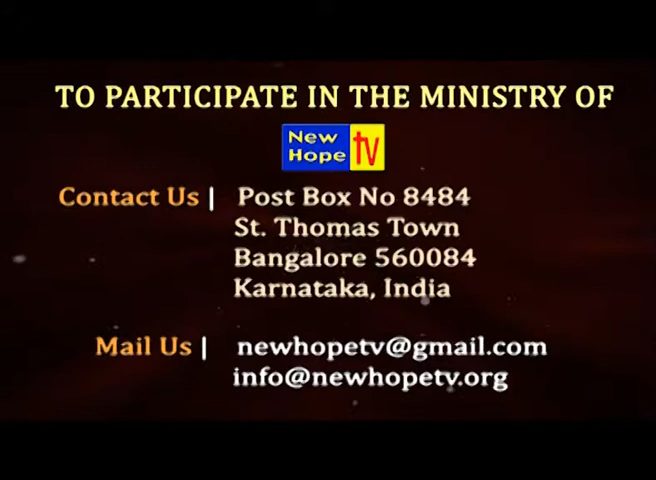 TO PARTICIPATE IN THE MINISTRY OF
New Hope tv
Contact Us | Post Box No 8484
St. Thomas Town
Bangalore 560084
Karnataka, India
Mail Us | newhopetv@gmail.com
info@newhopetv.org